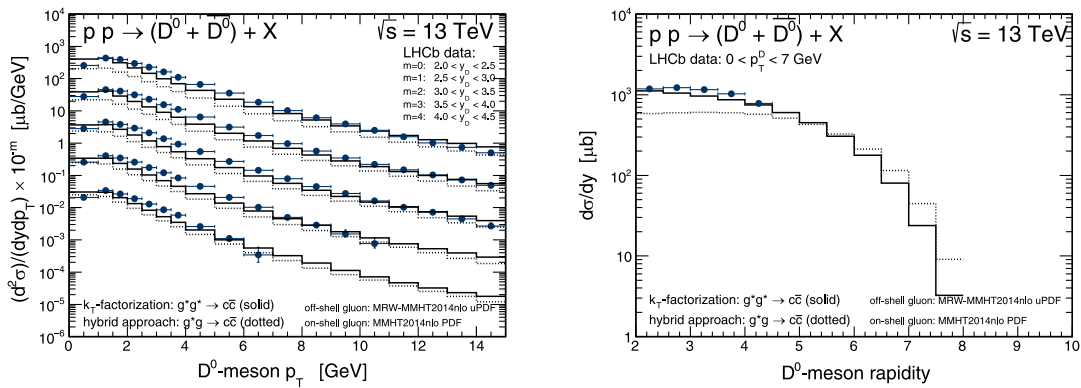 p p → (D⁰ + D̅⁰) + X √s = 13 TeV
LHCb data:
m=0: 2.0 < y_D < 2.5
m=1: 2.5 < y_D < 3.0
m=2: 3.0 < y_D < 3.5
m=3: 3.5 < y_D < 4.0
m=4: 4.0 < y_D < 4.5
(d²σ)/(dydp_T) × 10⁻ᵐ [μb/GeV]
10⁴
10³
10²
10
1
10⁻¹
10⁻²
10⁻³
10⁻⁴
10⁻⁵
10⁻⁶
k_T-factorization: g*g* → cc̅ (solid) off-shell gluon: MRW-MMHT2014nlo uPDF
hybrid approach: g*g → cc̅ (dotted) on-shell gluon: MMHT2014nlo PDF
0 2 4 6 8 10 12 14
D⁰-meson p_T [GeV]
p p → (D⁰ + D̅⁰) + X √s = 13 TeV
LHCb data: 0 < p_T^D < 7 GeV
dσ/dy [μb]
10⁴
10³
10²
10
1
k_T-factorization: g*g* → cc̅ (solid) off-shell gluon: MRW-MMHT2014nlo uPDF
hybrid approach: g*g → cc̅ (dotted) on-shell gluon: MMHT2014nlo PDF
2 3 4 5 6 7 8 9 10
D⁰-meson rapidity